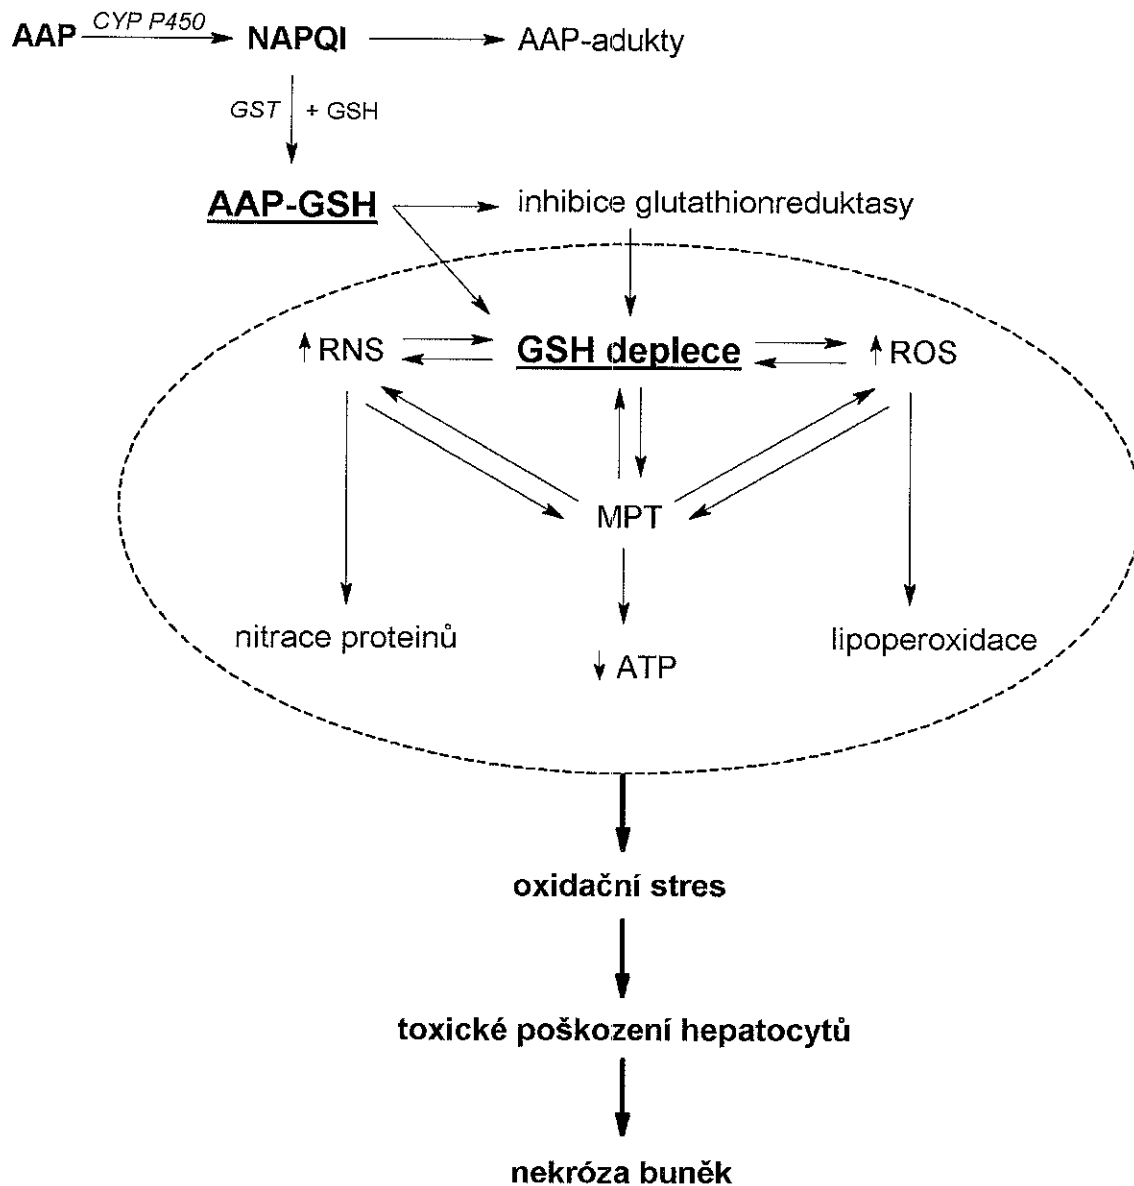 AAP CYP P450 NAPQI AAP-adukty
GST + GSH
AAP-GSH inhibice glutathionreduktasy
RNS GSH deplece ROS
MPT
nitrace proteinů lipoperoxidace
ATP
oxidační stres
toxické poškození hepatocytů
nekróza buněk